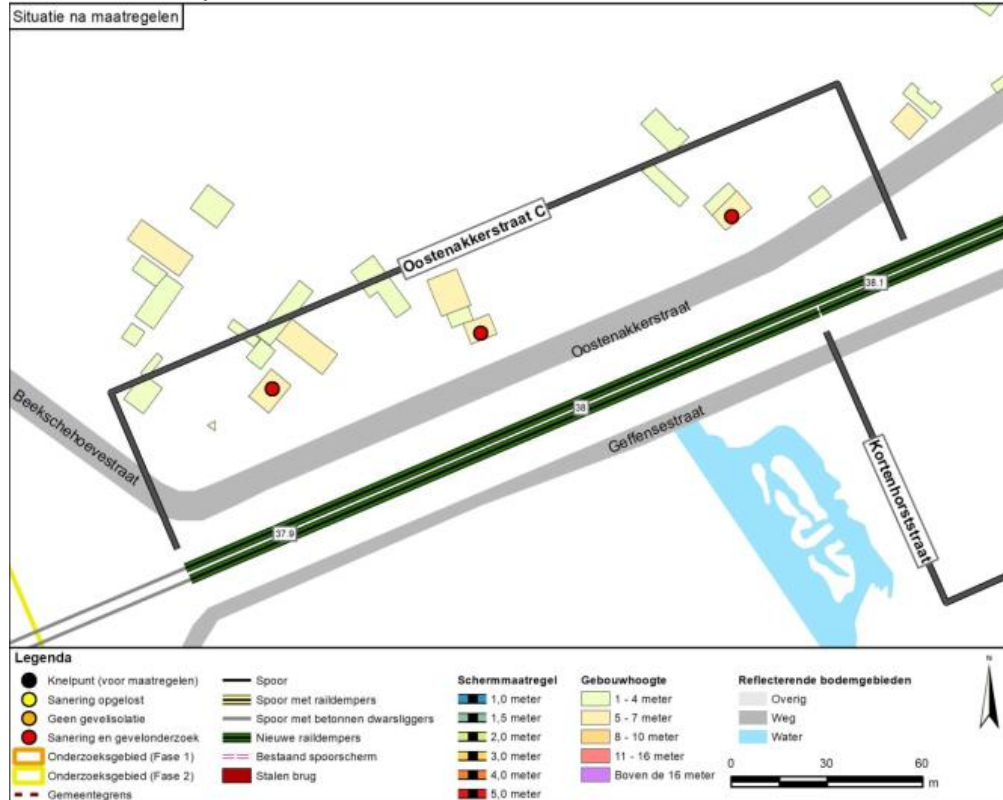 Situatie na maatregelen
Oostenakkerstraat C
38.1
Oostenakkerstraat
Beekschehoevestraat
38
Geffensestraat
Kortenhorststraat
37.9
Legenda
Knelpunt (voor maatregelen)
Sanering opgelost
Geen gevelisolatie
Sanering en gevelonderzoek
Onderzoeksgebied (Fase 1)
Onderzoeksgebied (Fase 2)
Gemeentegrens
Spoor
Spoor met raildempers
Spoor met betonnen dwarsliggers
Nieuwe raildempers
Bestaand spoorscherm
Stalen brug
Schermmaatregel
1,0 meter
1,5 meter
2,0 meter
3,0 meter
4,0 meter
5,0 meter
Gebouwhoogte
1 - 4 meter
5 - 7 meter
8 - 10 meter
11 - 16 meter
Boven de 16 meter
Reflecterende bodemgebieden
Overig
Weg
Water
N
0 30 60
m